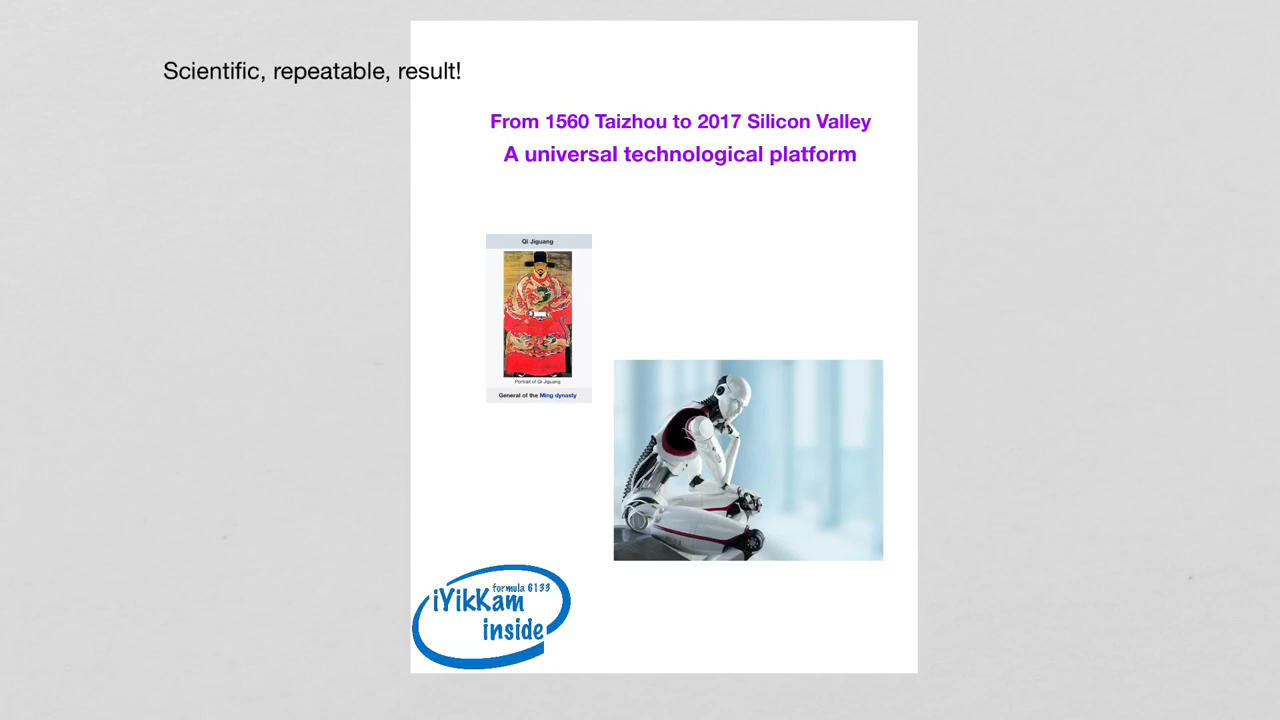 Scientific, repeatable, result!
From 1560 Taizhou to 2017 Silicon Valley
A universal technological platform
Qi Jiguang
Portrait of Qi Jiguang
General of the Ming dynasty
formula 6133
iYikKam
inside